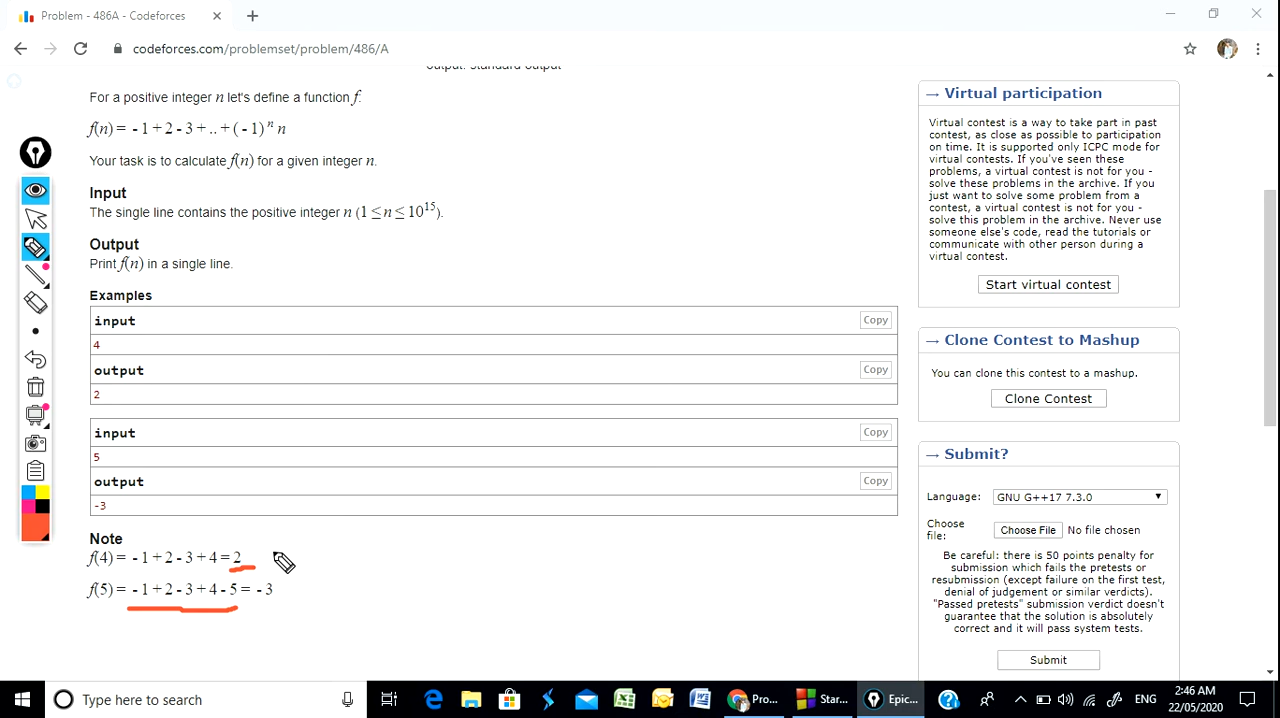 Problem - 486A - Codeforces
codeforces.com/problemset/problem/486/A
output: standard output
For a positive integer n let's define a function f:
f(n) = - 1 + 2 - 3 + .. + ( - 1) ⁿ n
Your task is to calculate f(n) for a given integer n.
Input
The single line contains the positive integer n (1 ≤ n ≤ 10¹⁵).
Output
Print f(n) in a single line.
Examples
input
Copy
4
output
Copy
2
input
Copy
5
output
Copy
-3
Note
f(4) = - 1 + 2 - 3 + 4 = 2
f(5) = - 1 + 2 - 3 + 4 - 5 = - 3
→ Virtual participation
Virtual contest is a way to take part in past
contest, as close as possible to participation
on time. It is supported only ICPC mode for
virtual contests. If you've seen these
problems, a virtual contest is not for you -
solve these problems in the archive. If you
just want to solve some problem from a
contest, a virtual contest is not for you -
solve this problem in the archive. Never use
someone else's code, read the tutorials or
communicate with other person during a
virtual contest.
Start virtual contest
→ Clone Contest to Mashup
You can clone this contest to a mashup.
Clone Contest
→ Submit?
Language: GNU G++17 7.3.0
Choose
file: Choose File No file chosen
Be careful: there is 50 points penalty for
submission which fails the pretests or
resubmission (except failure on the first test,
denial of judgement or similar verdicts).
"Passed pretests" submission verdict doesn't
guarantee that the solution is absolutely
correct and it will pass system tests.
Submit
Type here to search
Pro...
Star...
Epic...
ENG
2:46 AM
22/05/2020